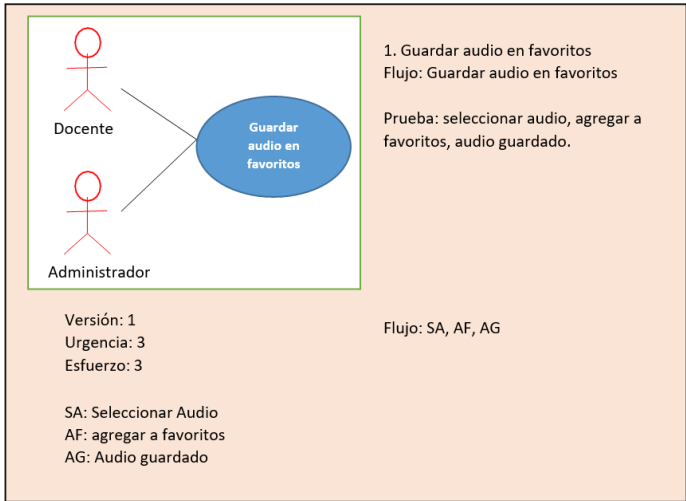 Docente
Administrador
Guardar
audio en
favoritos
1. Guardar audio en favoritos
Flujo: Guardar audio en favoritos
Prueba: seleccionar audio, agregar a
favoritos, audio guardado.
Versión: 1
Urgencia: 3
Esfuerzo: 3
Flujo: SA, AF, AG
SA: Seleccionar Audio
AF: agregar a favoritos
AG: Audio guardado